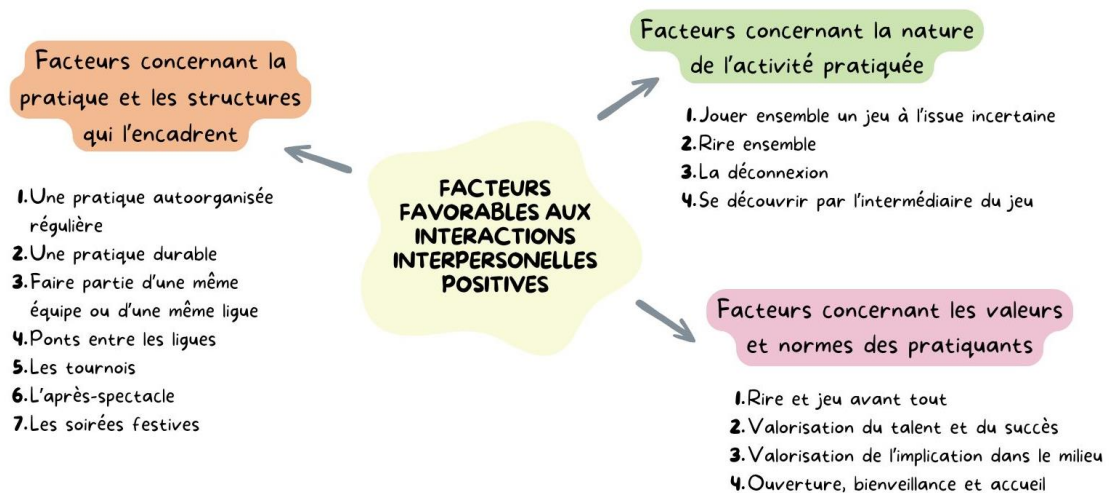 Facteurs concernant la
pratique et les structures
qui l'encadrent
1.Une pratique autoorganisée
régulière
2.Une pratique durable
3.Faire partie d'une même
équipe ou d'une même ligue
4.Ponts entre les ligues
5.Les tournois
6.L'après-spectacle
7.Les soirées festives
FACTEURS
FAVORABLES AUX
INTERACTIONS
INTERPERSONELLES
POSITIVES
Facteurs concernant la nature
de l'activité pratiquée
1.Jouer ensemble un jeu à l'issue incertaine
2.Rire ensemble
3.La déconnexion
4.Se découvrir par l'intermédiaire du jeu
Facteurs concernant les valeurs
et normes des pratiquants
1.Rire et jeu avant tout
2.Valorisation du talent et du succès
3.Valorisation de l'implication dans le milieu
4.Ouverture, bienveillance et accueil